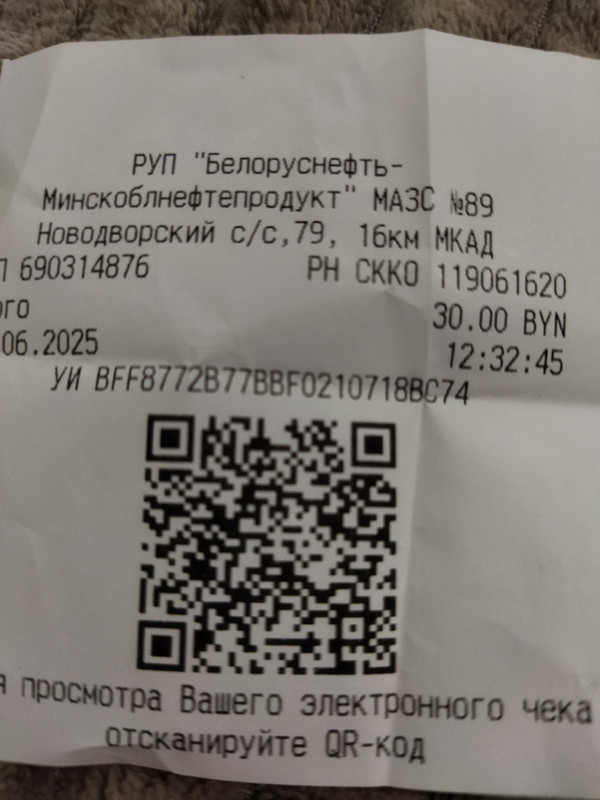 РУП "Белоруснефть-
Минскоблнефтепродукт" МАЗС №89
Новодворский с/с,79, 16км МКАД
690314876 РН СККО 119061620
30.00 BYN
06.2025 12:32:45
УИ BFF8772B77BBF0210718BC74
просмотра Вашего электронного чека
отсканируйте QR-код